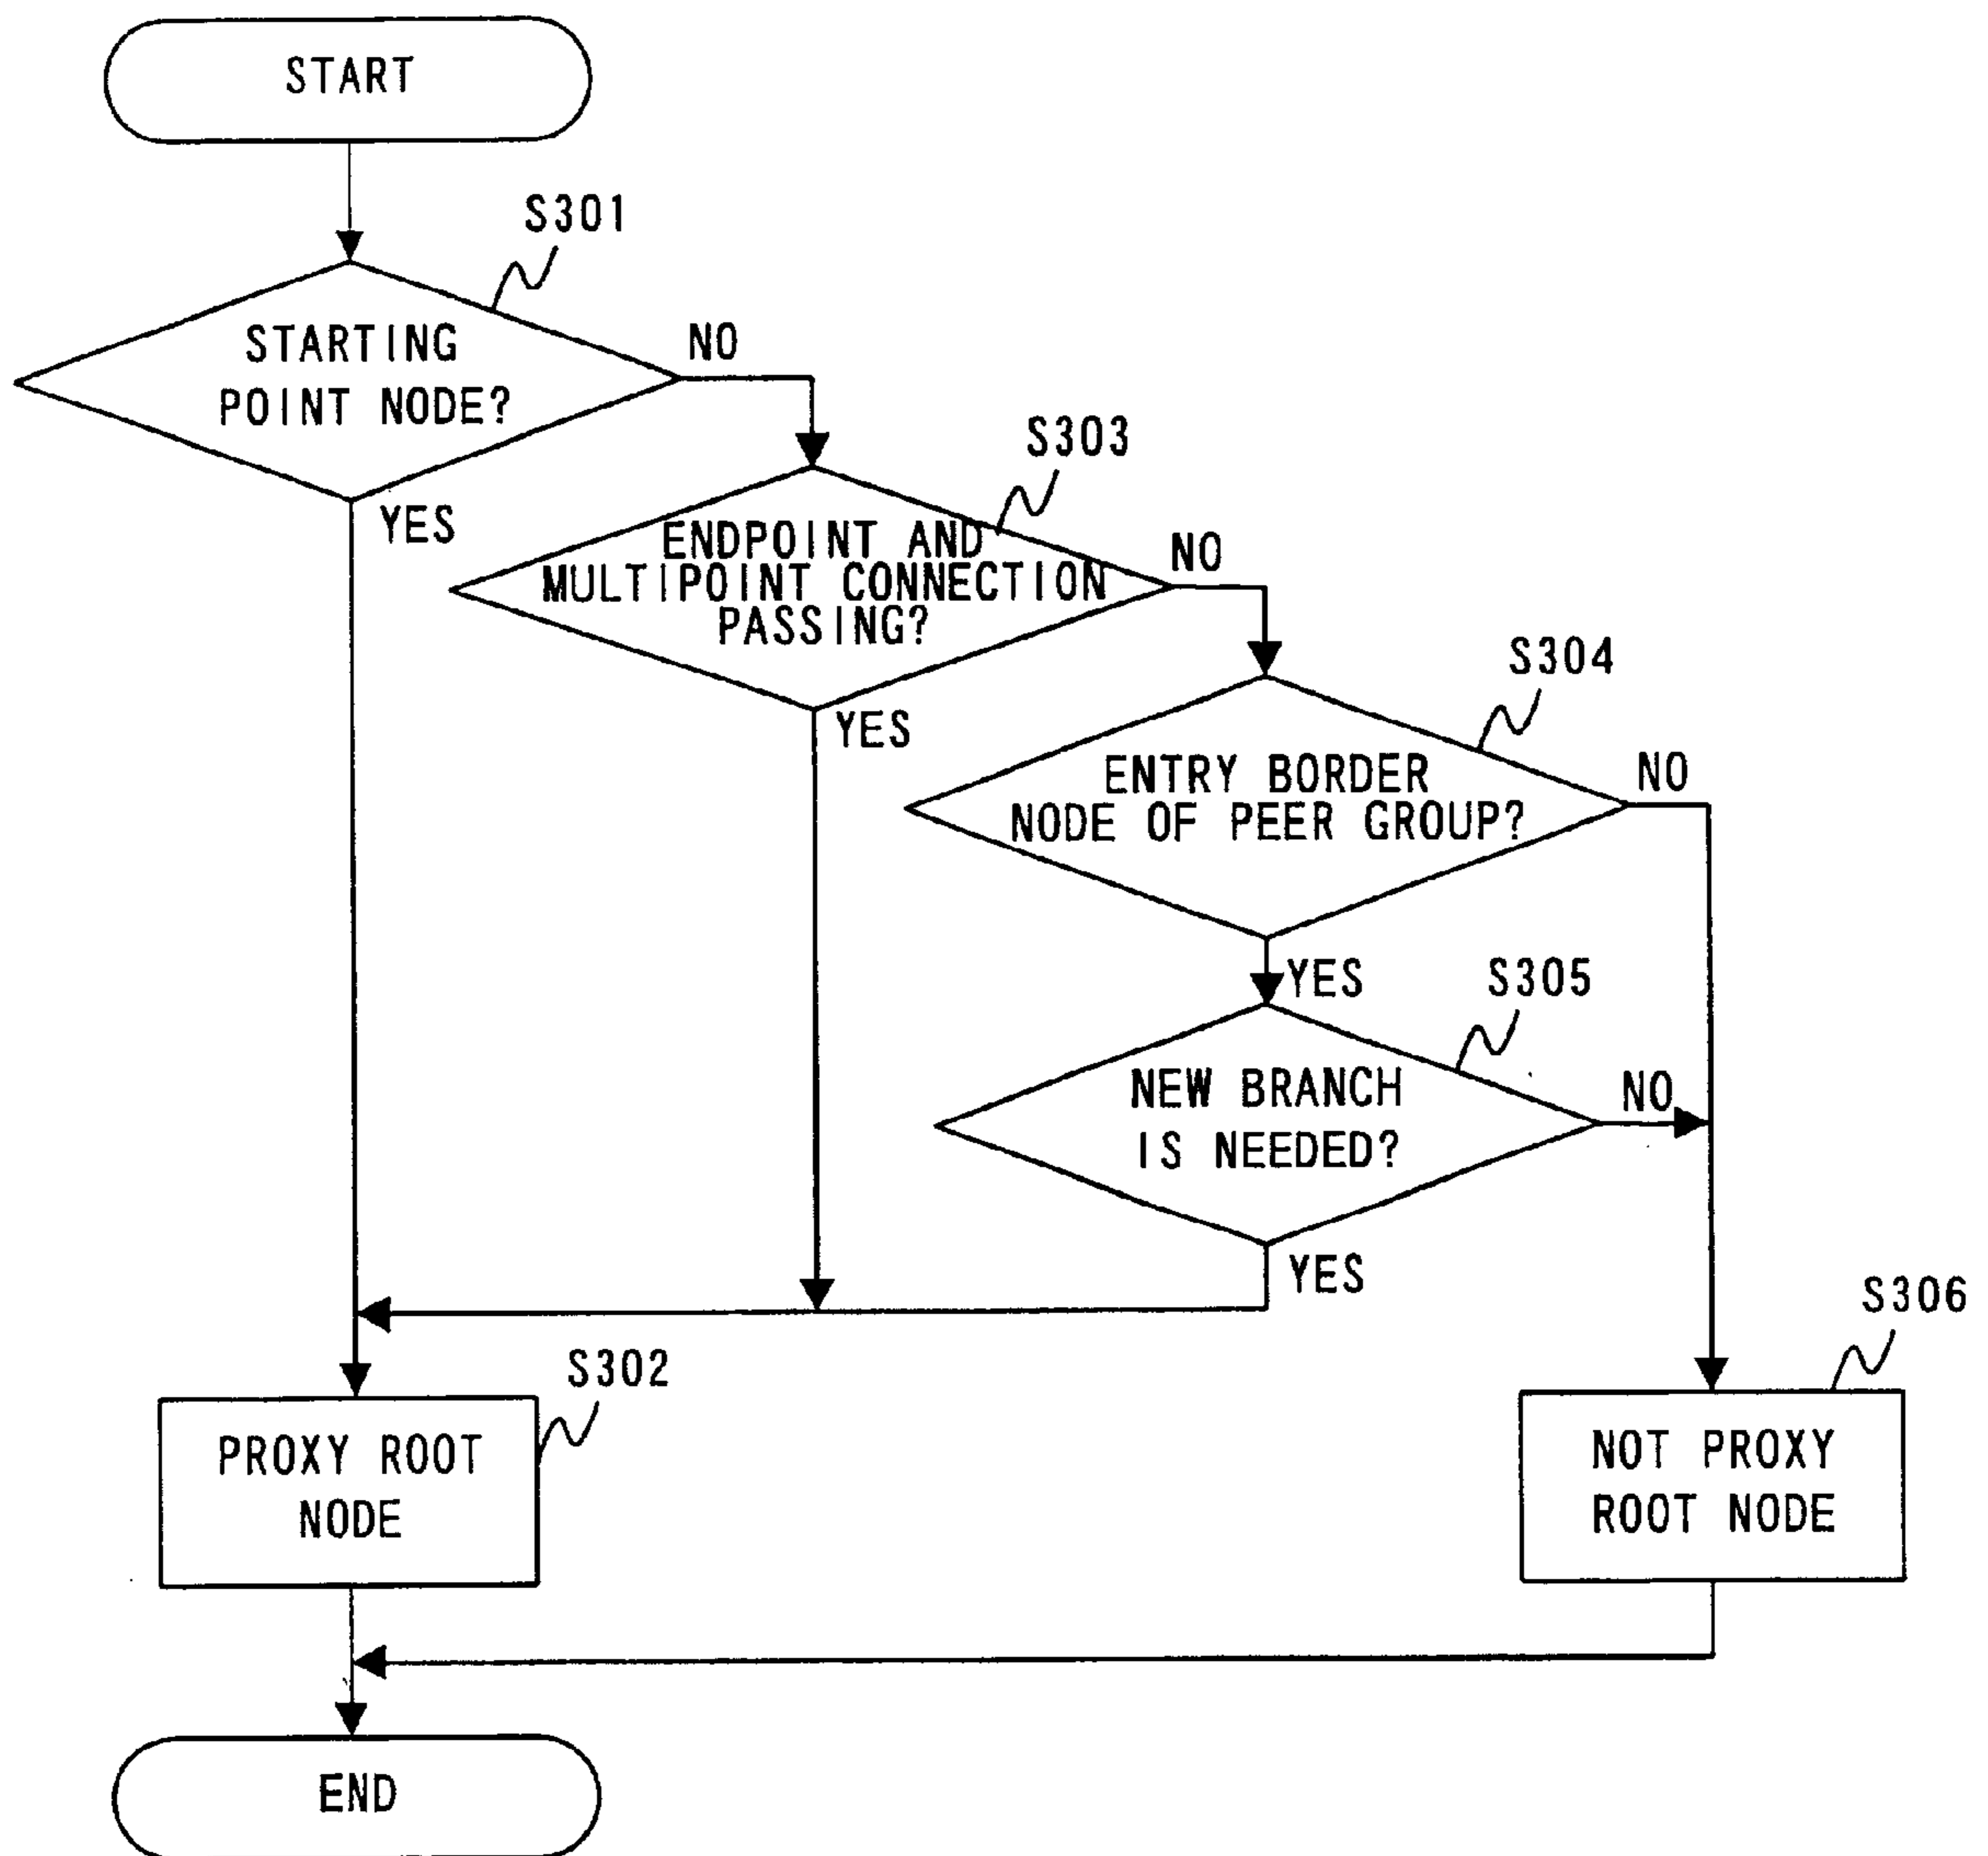 START
S301
STARTING
POINT NODE?
NO
YES
S303
ENDPOINT AND
MULTIPOINT CONNECTION
PASSING?
NO
YES
S304
ENTRY BORDER
NODE OF PEER GROUP?
NO
YES
S305
NEW BRANCH
IS NEEDED?
NO
YES
S302
PROXY ROOT
NODE
S306
NOT PROXY
ROOT NODE
END